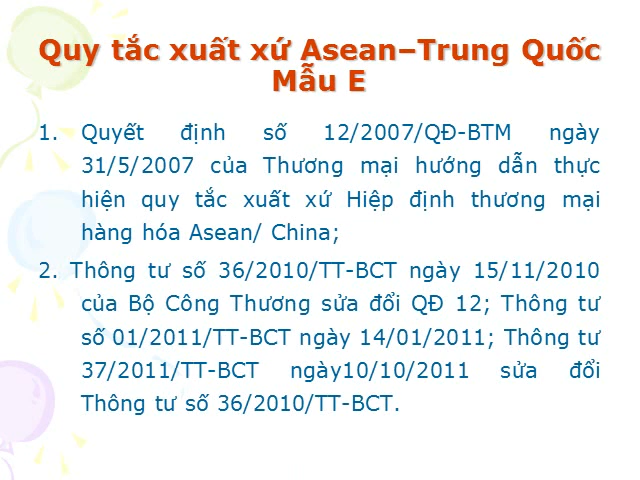 Quy tắc xuất xứ Asean–Trung Quốc
Mẫu E
1. Quyết định số 12/2007/QĐ-BTM ngày
31/5/2007 của Thương mại hướng dẫn thực
hiện quy tắc xuất xứ Hiệp định thương mại
hàng hóa Asean/ China;
2. Thông tư số 36/2010/TT-BCT ngày 15/11/2010
của Bộ Công Thương sửa đổi QĐ 12; Thông tư
số 01/2011/TT-BCT ngày 14/01/2011; Thông tư
37/2011/TT-BCT ngày10/10/2011 sửa đổi
Thông tư số 36/2010/TT-BCT.